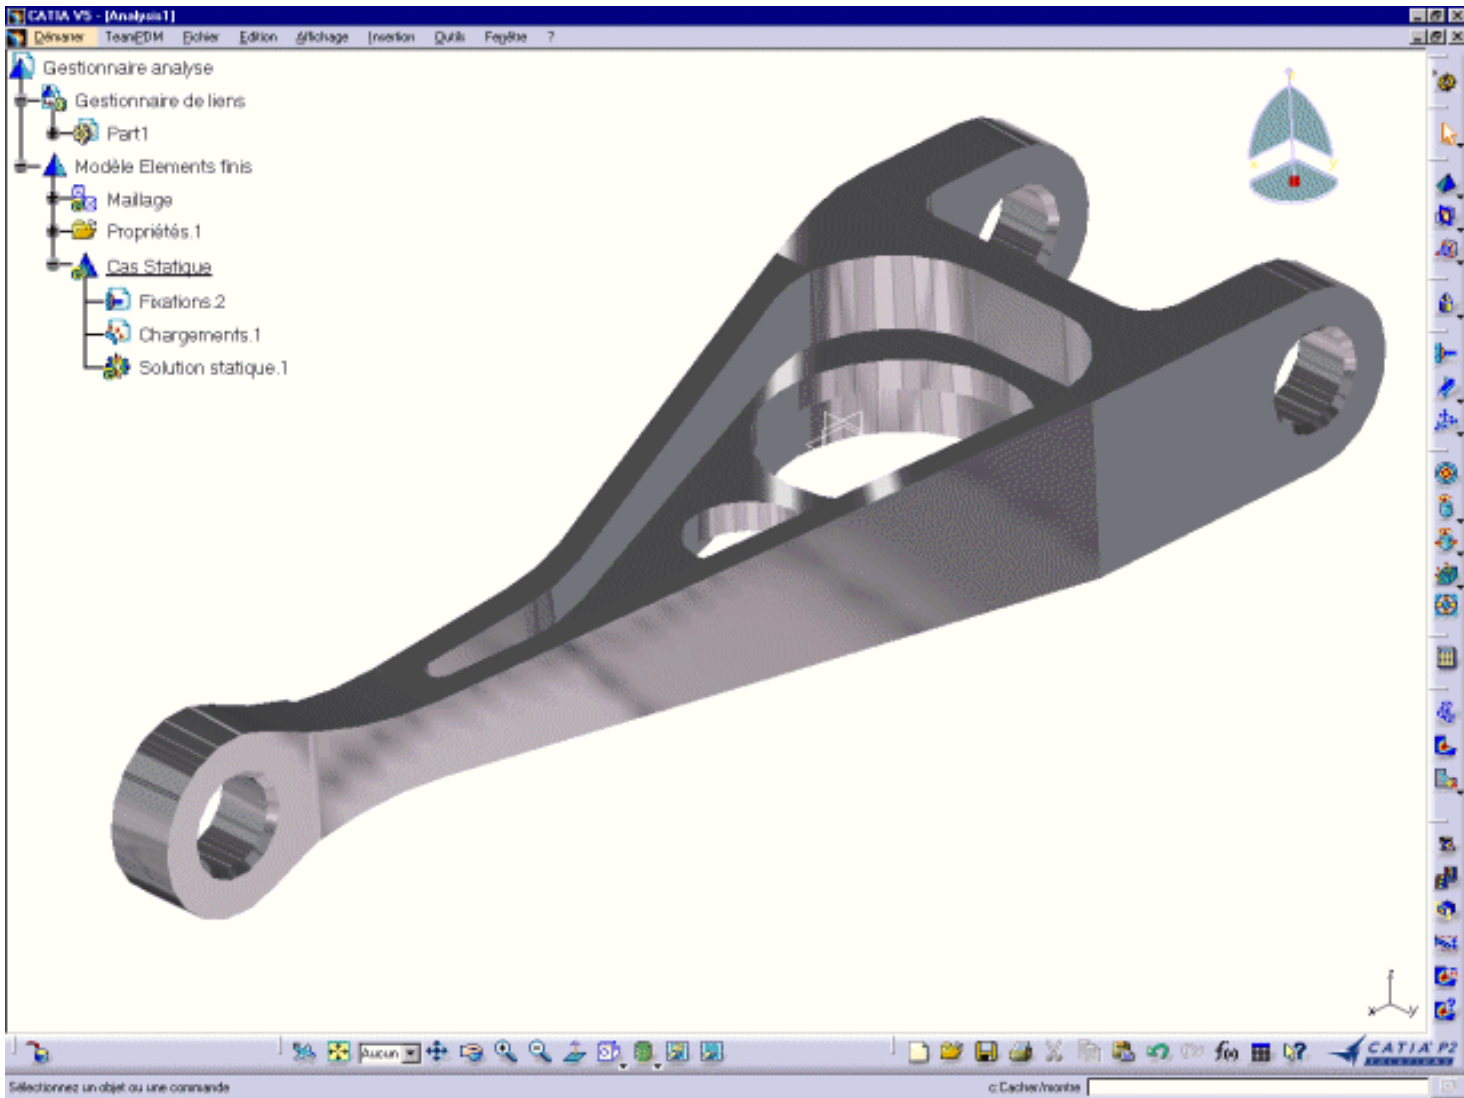 CATIA V5 - [Analysis1]
Démarrer TeamPDM Fichier Edition Affichage Insertion Outils Fenêtre ?
Gestionnaire analyse
Gestionnaire de liens
Part1
Modèle Elements finis
Maillage
Propriétés.1
Cas Statique
Fixations.2
Chargements.1
Solution statique.1
z
x
y
z
x
y
Aucun
f(x)
CATIA P2
SOLUTIONS
Sélectionnez un objet ou une commande
c:Cacher/montre